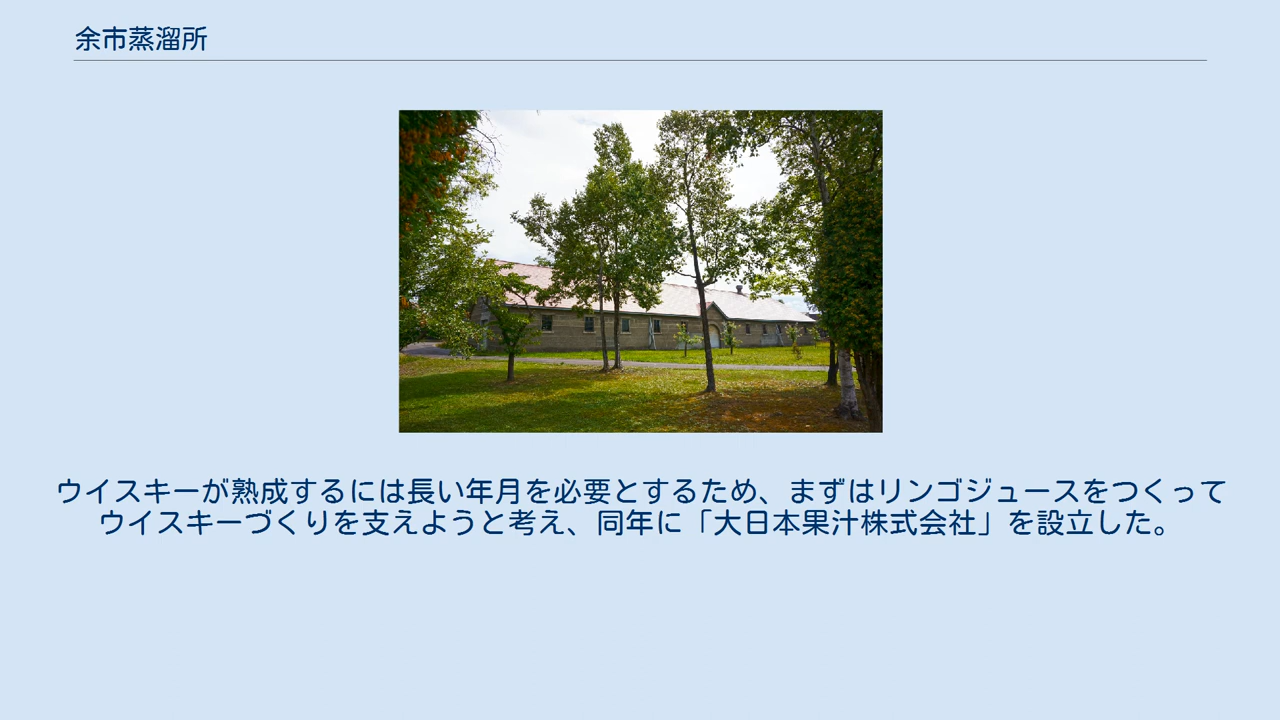 余市蒸溜所
ウイスキーが熟成するには長い年月を必要とするため、まずはリンゴジュースをつくって
ウイスキーづくりを支えようと考え、同年に「大日本果汁株式会社」を設立した。